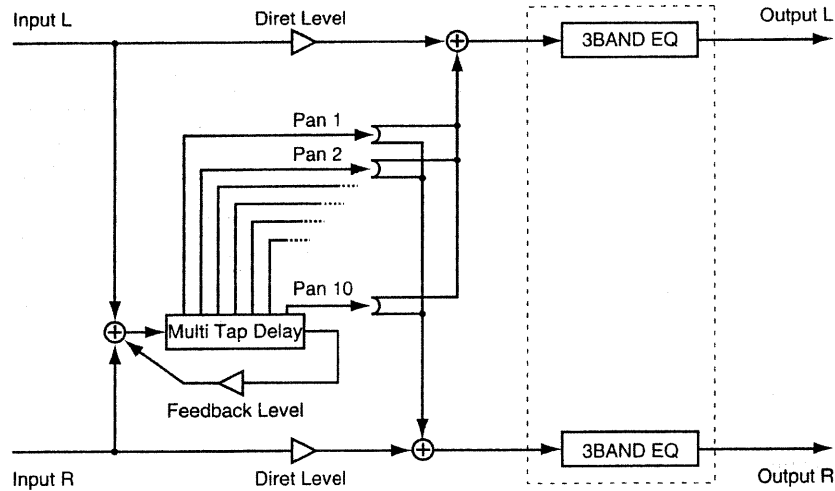 Input L
Diret Level
Output L
3BAND EQ
Pan 1
Pan 2
Pan 10
Multi Tap Delay
Feedback Level
3BAND EQ
Input R
Diret Level
Output R